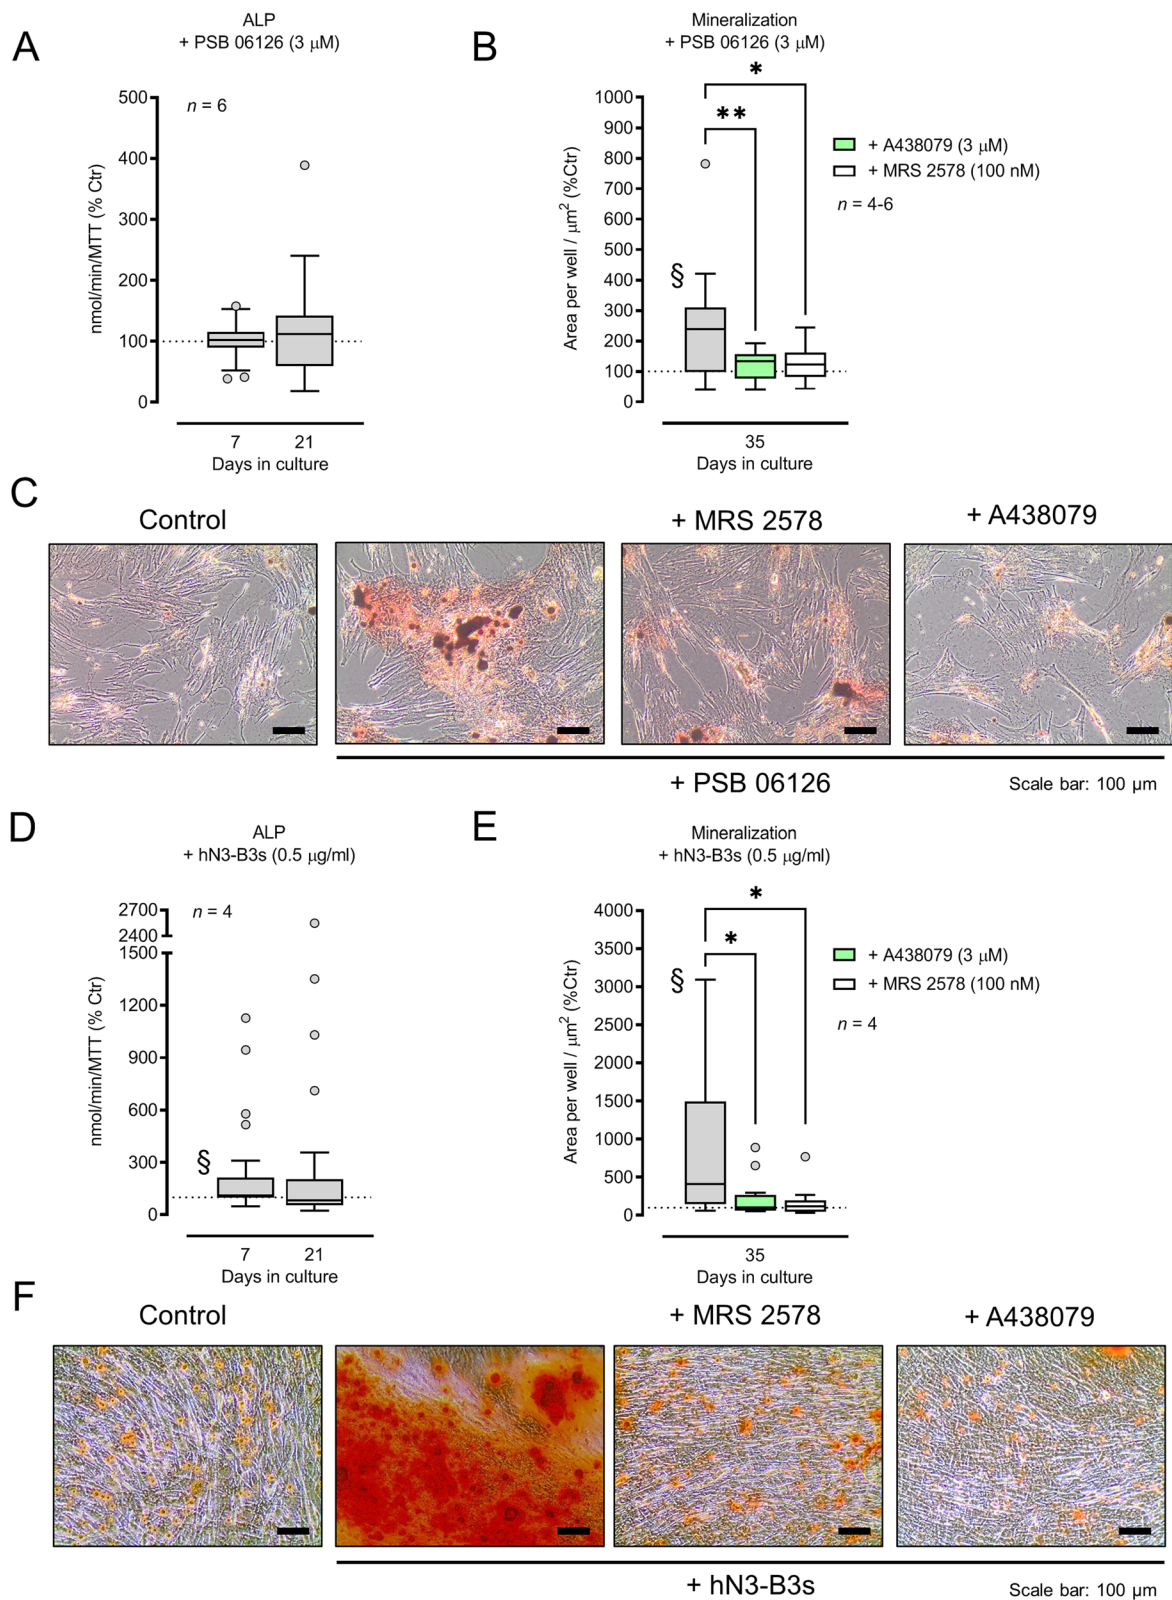 A
ALP
+ PSB 06126 (3 μM)
n = 6
nmol/min/MTT (% Ctr)
500
400
300
200
100
0
7
21
Days in culture
B
Mineralization
+ PSB 06126 (3 μM)
*
**
Area per well / μm² (%Ctr)
1000
900
800
700
600
500
400
300
200
100
0
§
+ A438079 (3 μM)
+ MRS 2578 (100 nM)
n = 4-6
35
Days in culture
C
Control
+ MRS 2578
+ A438079
+ PSB 06126
Scale bar: 100 μm
D
ALP
+ hN3-B3s (0.5 μg/ml)
n = 4
nmol/min/MTT (% Ctr)
2700
2400
1500
1200
900
600
300
0
§
7
21
Days in culture
E
Mineralization
+ hN3-B3s (0.5 μg/ml)
*
*
Area per well / μm² (%Ctr)
4000
3500
3000
2500
2000
1500
1000
500
0
§
+ A438079 (3 μM)
+ MRS 2578 (100 nM)
n = 4
35
Days in culture
F
Control
+ MRS 2578
+ A438079
+ hN3-B3s
Scale bar: 100 μm